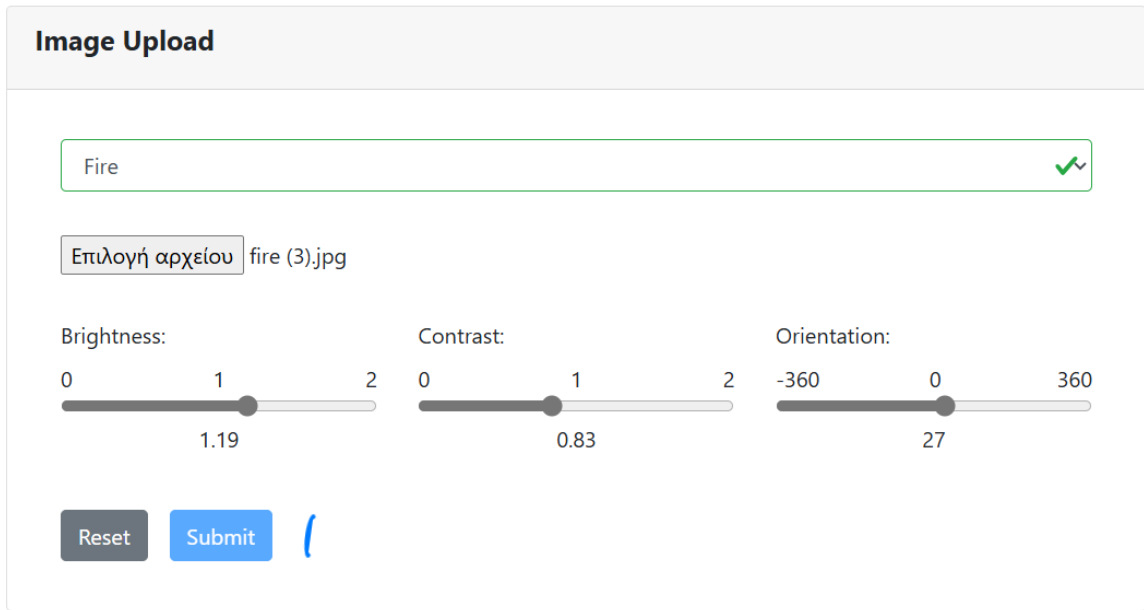 Image Upload
Fire
Επιλογή αρχείου fire (3).jpg
Brightness: Contrast: Orientation:
0 1 2 0 1 2 -360 0 360
1.19 0.83 27
Reset Submit